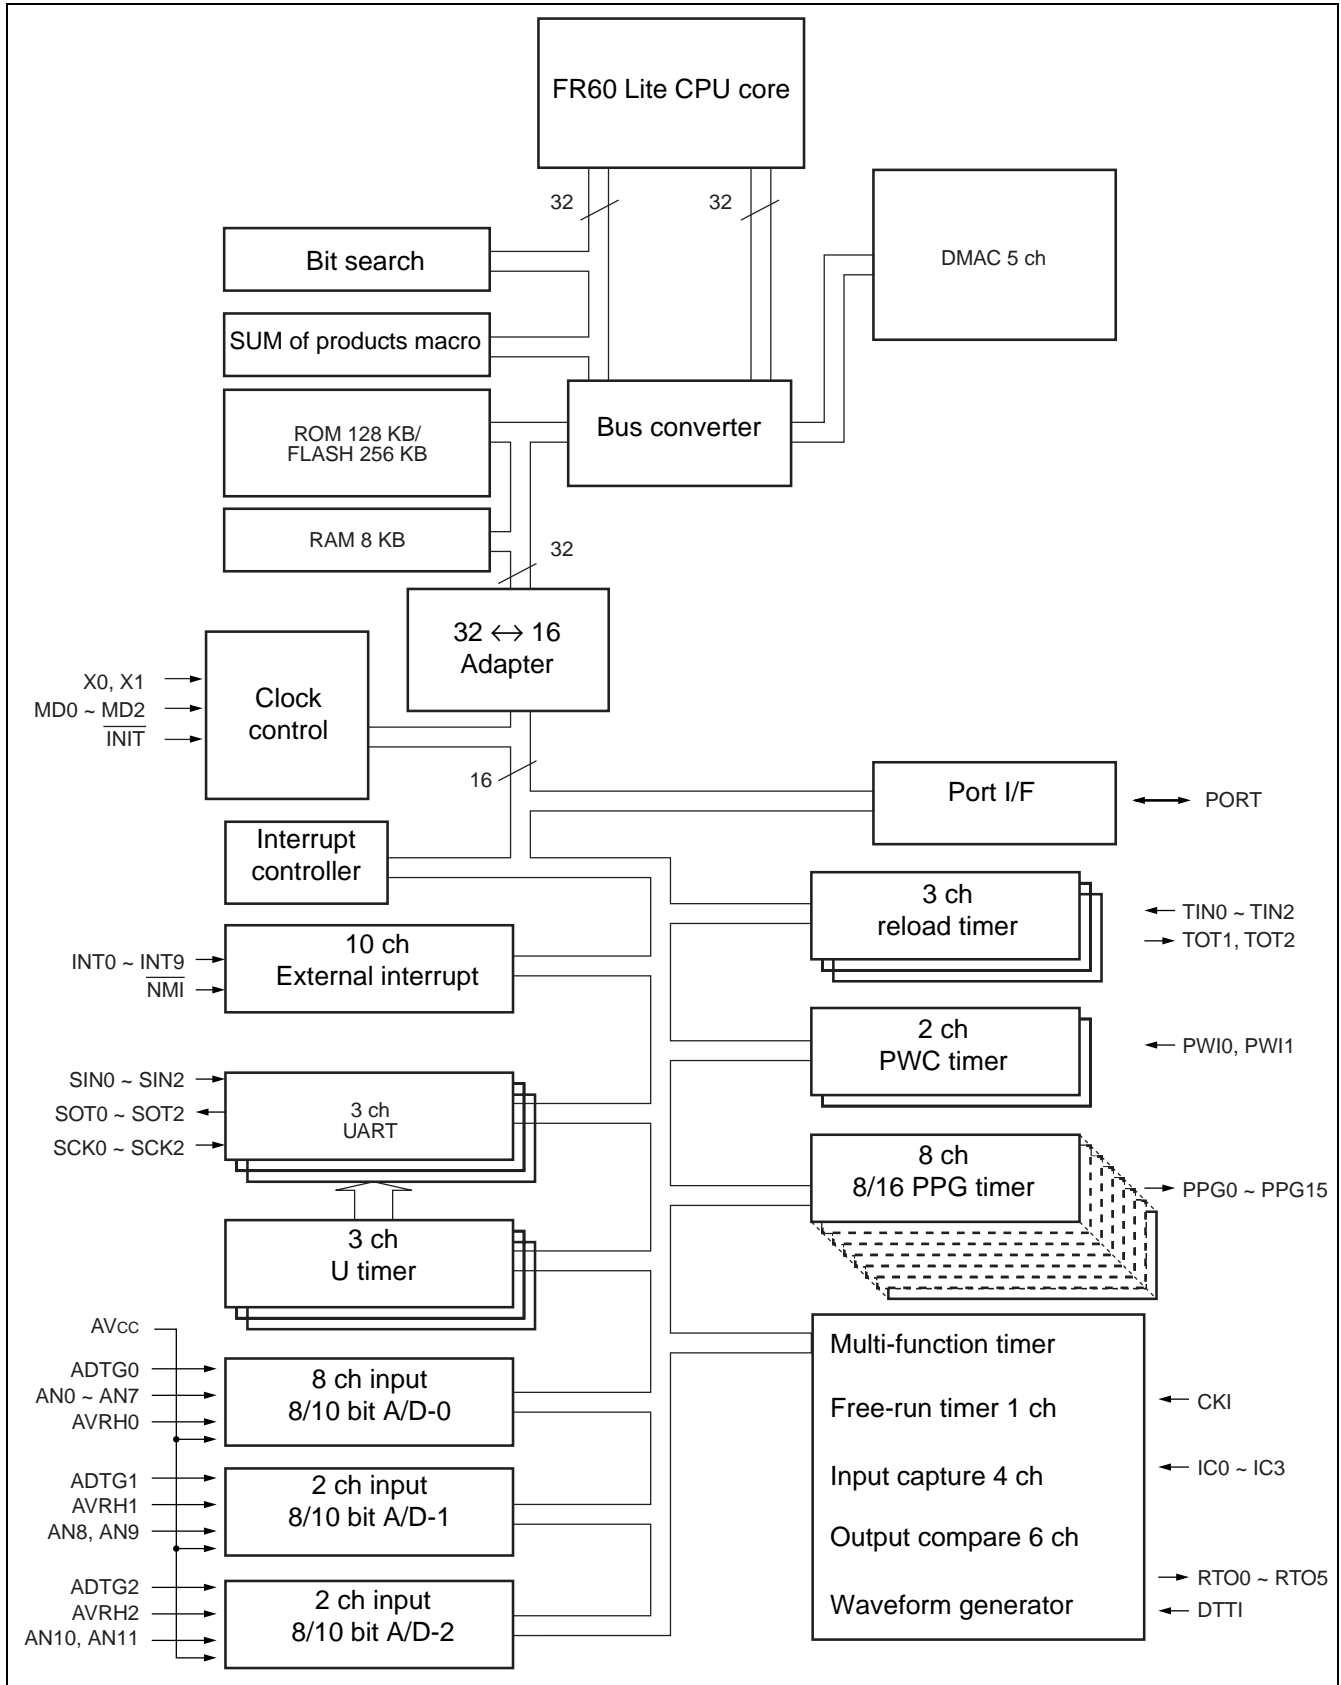 FR60 Lite CPU core
32
32
Bit search
DMAC 5 ch
SUM of products macro
Bus converter
ROM 128 KB/
FLASH 256 KB
RAM 8 KB
32
32 ↔ 16
Adapter
X0, X1
MD0 ~ MD2
INIT
Clock
control
16
Port I/F
PORT
Interrupt
controller
3 ch
reload timer
TIN0 ~ TIN2
TOT1, TOT2
INT0 ~ INT9
NMI
10 ch
External interrupt
2 ch
PWC timer
PWI0, PWI1
SIN0 ~ SIN2
SOT0 ~ SOT2
SCK0 ~ SCK2
3 ch
UART
8 ch
8/16 PPG timer
PPG0 ~ PPG15
3 ch
U timer
AVCC
ADTG0
AN0 ~ AN7
AVRH0
8 ch input
8/10 bit A/D-0
ADTG1
AVRH1
AN8, AN9
2 ch input
8/10 bit A/D-1
ADTG2
AVRH2
AN10, AN11
2 ch input
8/10 bit A/D-2
Multi-function timer
Free-run timer 1 ch
Input capture 4 ch
Output compare 6 ch
Waveform generator
CKI
IC0 ~ IC3
RTO0 ~ RTO5
DTTI